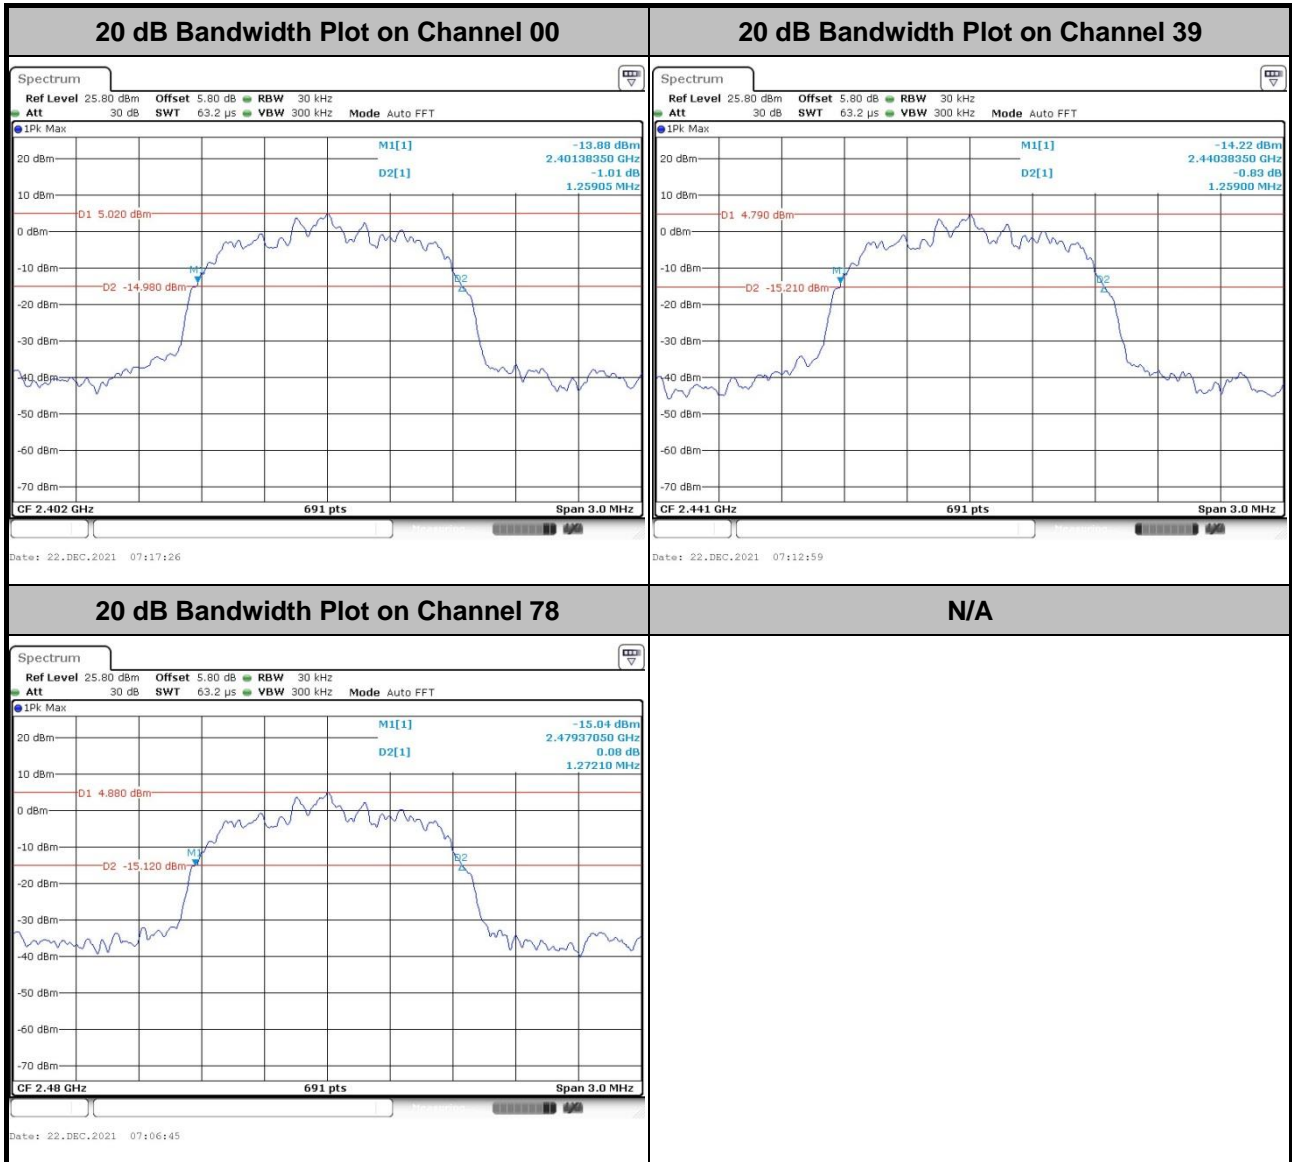 20 dB Bandwidth Plot on Channel 00
Spectrum
Ref Level 25.80 dBm Offset 5.80 dB RBW 30 kHz
Att 30 dB SWT 63.2 µs VBW 300 kHz Mode Auto FFT
1Pk Max
M1[1] -13.88 dBm
2.40138350 GHz
20 dBm
D2[1] -1.01 dB
1.25905 MHz
10 dBm
D1 5.020 dBm
0 dBm
-10 dBm
M
D2
D2 -14.980 dBm
-20 dBm
-30 dBm
-40 dBm
-50 dBm
-60 dBm
-70 dBm
CF 2.402 GHz 691 pts Span 3.0 MHz
Date: 22.DEC.2021 07:17:26
20 dB Bandwidth Plot on Channel 39
Spectrum
Ref Level 25.80 dBm Offset 5.80 dB RBW 30 kHz
Att 30 dB SWT 63.2 µs VBW 300 kHz Mode Auto FFT
1Pk Max
M1[1] -14.22 dBm
2.44038350 GHz
20 dBm
D2[1] -0.83 dB
1.25900 MHz
10 dBm
D1 4.790 dBm
0 dBm
-10 dBm
M
D2
D2 -15.210 dBm
-20 dBm
-30 dBm
-40 dBm
-50 dBm
-60 dBm
-70 dBm
CF 2.441 GHz 691 pts Span 3.0 MHz
Date: 22.DEC.2021 07:12:59
20 dB Bandwidth Plot on Channel 78
Spectrum
Ref Level 25.80 dBm Offset 5.80 dB RBW 30 kHz
Att 30 dB SWT 63.2 µs VBW 300 kHz Mode Auto FFT
1Pk Max
M1[1] -15.04 dBm
2.47937050 GHz
20 dBm
D2[1] 0.08 dB
1.27210 MHz
10 dBm
D1 4.880 dBm
0 dBm
-10 dBm
M1
D2
D2 -15.120 dBm
-20 dBm
-30 dBm
-40 dBm
-50 dBm
-60 dBm
-70 dBm
CF 2.48 GHz 691 pts Span 3.0 MHz
Date: 22.DEC.2021 07:06:45
N/A